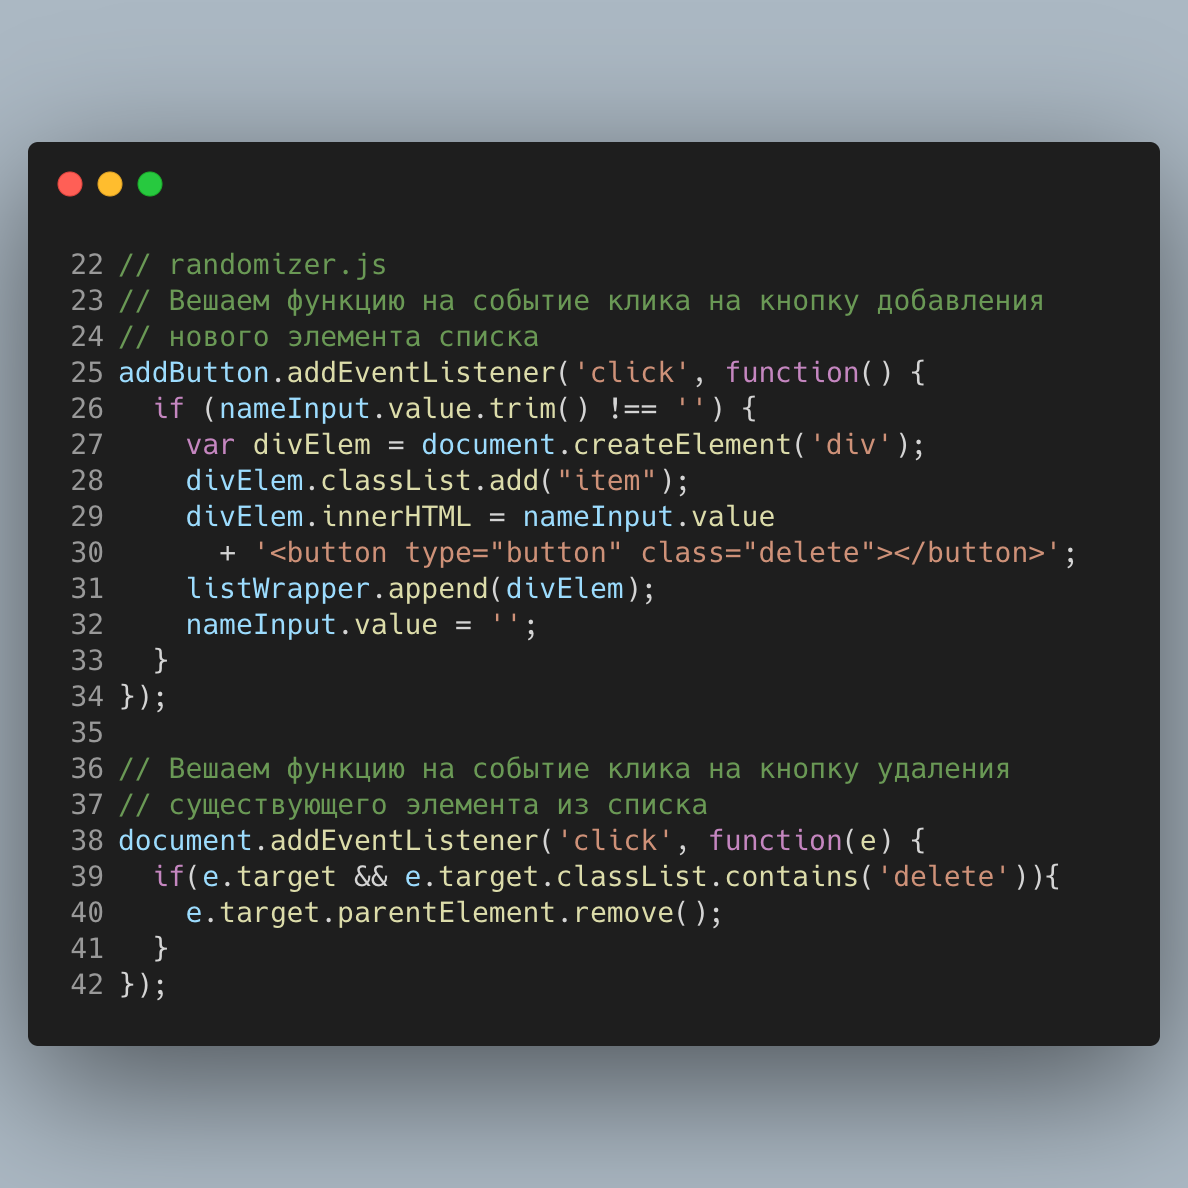 22 // randomizer.js
23 // Вешаем функцию на событие клика на кнопку добавления
24 // нового элемента списка
25 addButton.addEventListener('click', function() {
26   if (nameInput.value.trim() !== '') {
27     var divElem = document.createElement('div');
28     divElem.classList.add("item");
29     divElem.innerHTML = nameInput.value
30       + '<button type="button" class="delete"></button>';
31     listWrapper.append(divElem);
32     nameInput.value = '';
33   }
34 });
35
36 // Вешаем функцию на событие клика на кнопку удаления
37 // существующего элемента из списка
38 document.addEventListener('click', function(e) {
39   if(e.target && e.target.classList.contains('delete')){
40     e.target.parentElement.remove();
41   }
42 });